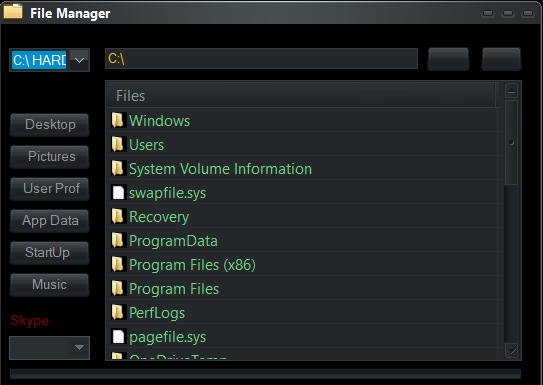 File Manager
C:\ HARD
C:\
Files
Windows
Users
System Volume Information
swapfile.sys
Recovery
ProgramData
Program Files (x86)
Program Files
PerfLogs
pagefile.sys
OneDriveTemp
Desktop
Pictures
User Prof
App Data
StartUp
Music
Skype